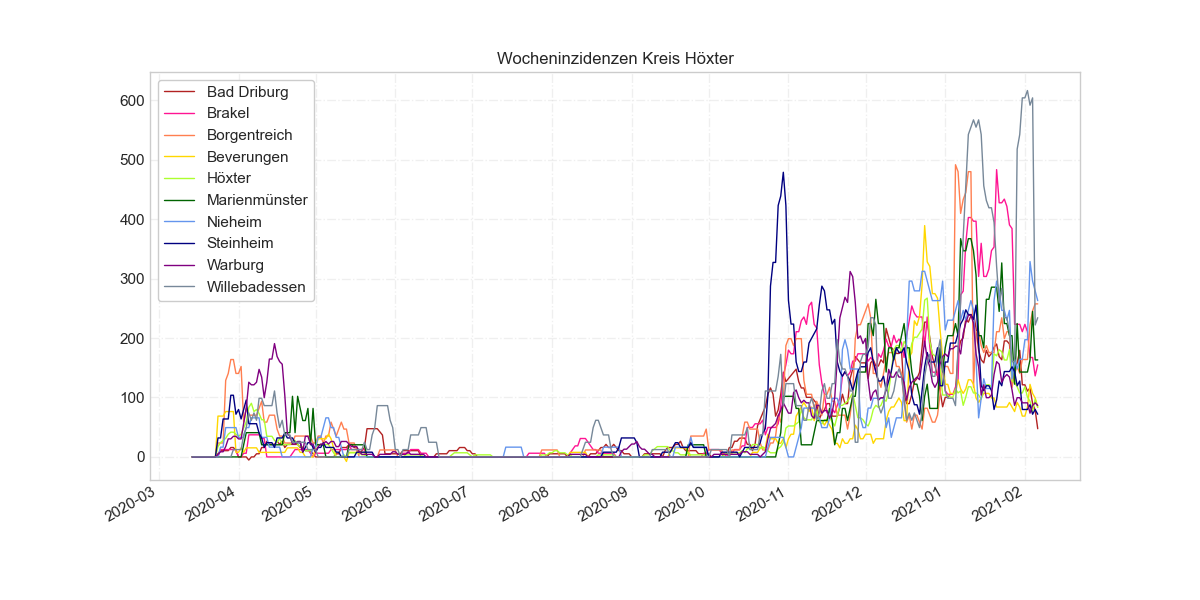 Wocheninzidenzen Kreis Höxter
Bad Driburg
Brakel
Borgentreich
Beverungen
Höxter
Marienmünster
Nieheim
Steinheim
Warburg
Willebadessen
600
500
400
300
200
100
0
2020-03
2020-04
2020-05
2020-06
2020-07
2020-08
2020-09
2020-10
2020-11
2020-12
2021-01
2021-02